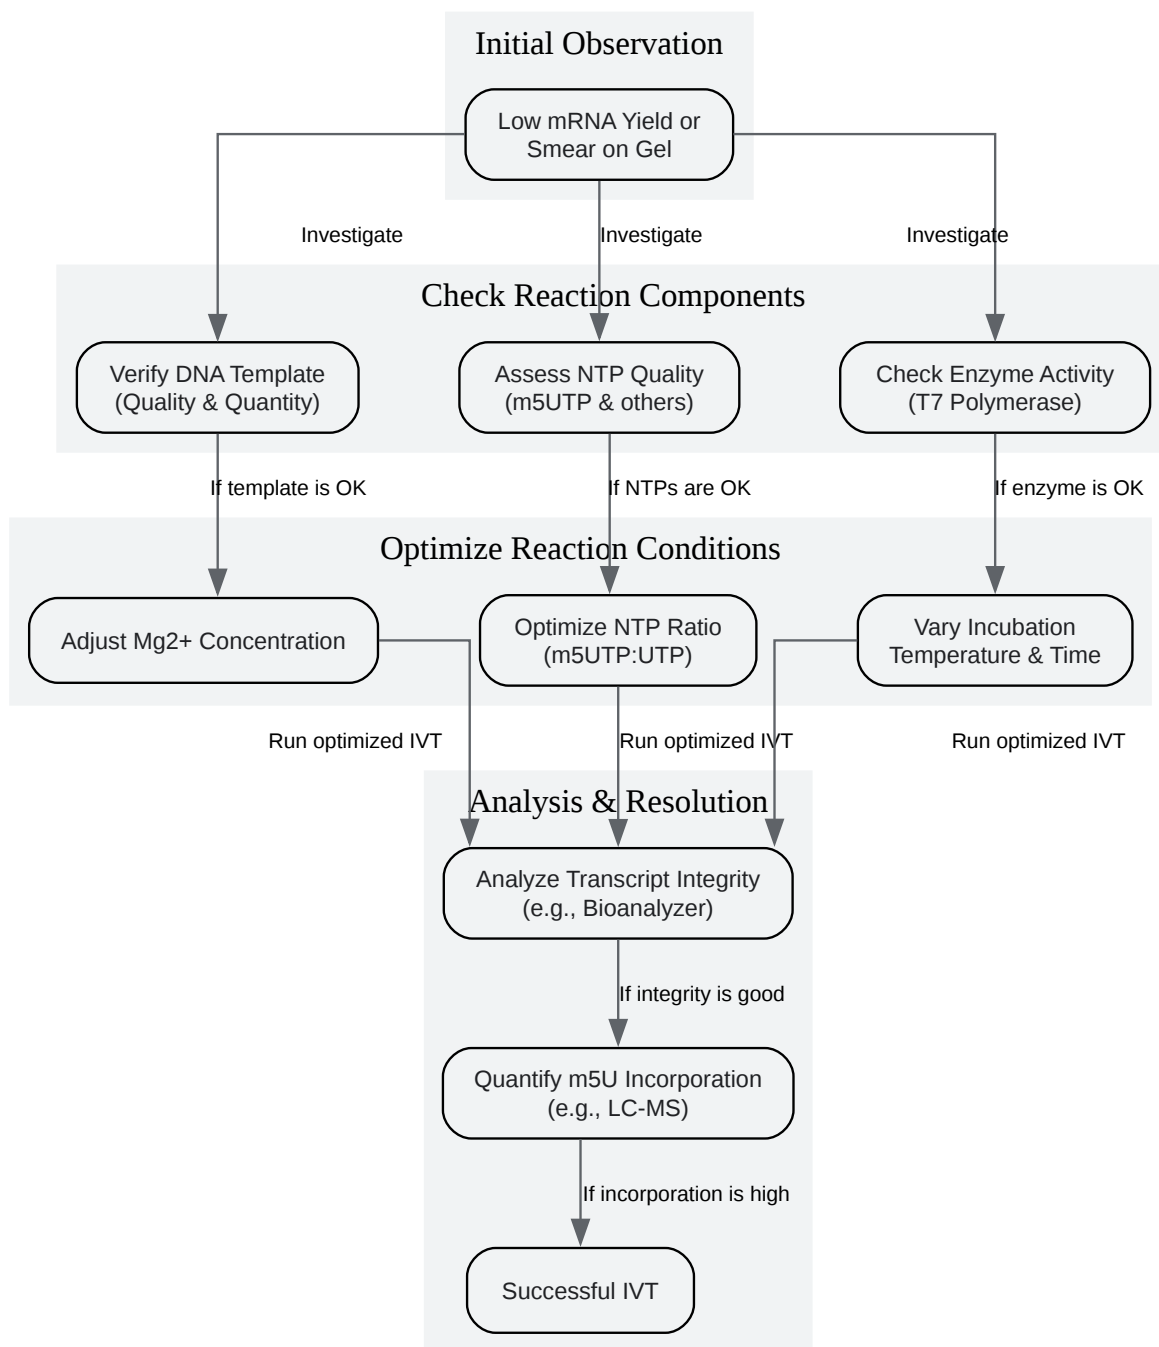 Initial Observation
Low mRNA Yield or
Smear on Gel
Investigate
Investigate
Investigate
Check Reaction Components
Verify DNA Template
(Quality & Quantity)
Assess NTP Quality
(m5UTP & others)
Check Enzyme Activity
(T7 Polymerase)
If template is OK
If NTPs are OK
If enzyme is OK
Optimize Reaction Conditions
Adjust Mg2+ Concentration
Optimize NTP Ratio
(m5UTP:UTP)
Vary Incubation
Temperature & Time
Run optimized IVT
Run optimized IVT
Run optimized IVT
Analysis & Resolution
Analyze Transcript Integrity
(e.g., Bioanalyzer)
If integrity is good
Quantify m5U Incorporation
(e.g., LC-MS)
If incorporation is high
Successful IVT